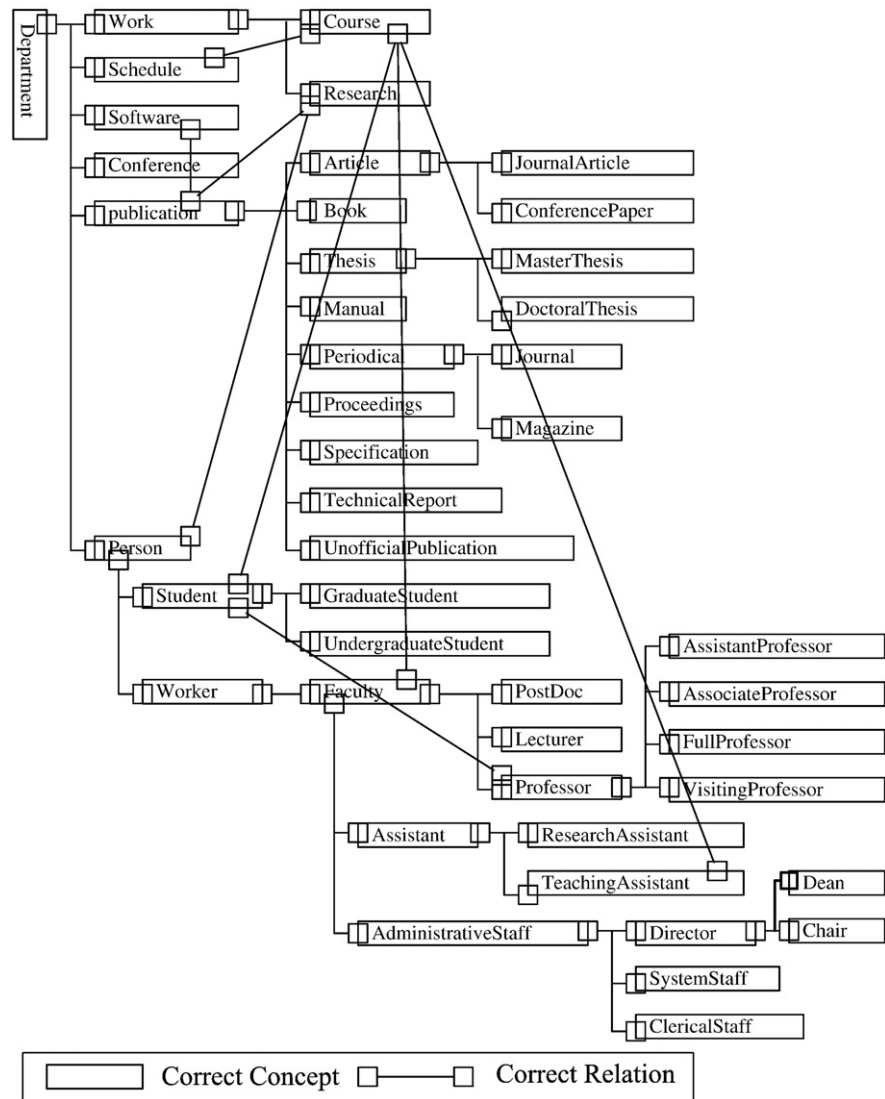 Department
Work
Course
Schedule
Research
Software
Conference
Article
JournalArticle
publication
Book
ConferencePaper
Thesis
MasterThesis
Manual
DoctoralThesis
Periodical
Journal
Proceedings
Magazine
Specification
TechnicalReport
Person
UnofficialPublication
Student
GraduateStudent
UndergraduateStudent
AssistantProfessor
Worker
Faculty
PostDoc
AssociateProfessor
Lecturer
FullProfessor
Professor
VisitingProfessor
Assistant
ResearchAssistant
TeachingAssistant
Dean
AdministrativeStaff
Director
Chair
SystemStaff
ClericalStaff
Correct Concept
Correct Relation